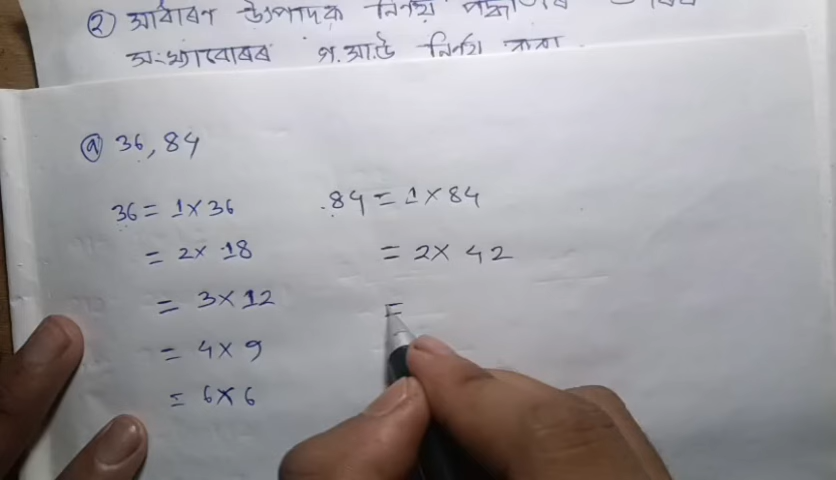 ② সাধাৰণ উৎপাদক নিৰ্ণয়
সংখ্যাবোৰৰ গ.সা.উ নিৰ্ণয় কৰা
ⓐ 36, 84
36 = 1 × 36
84 = 1 × 84
= 2 × 18
= 2 × 42
= 3 × 12
=
= 4 × 9
= 6 × 6